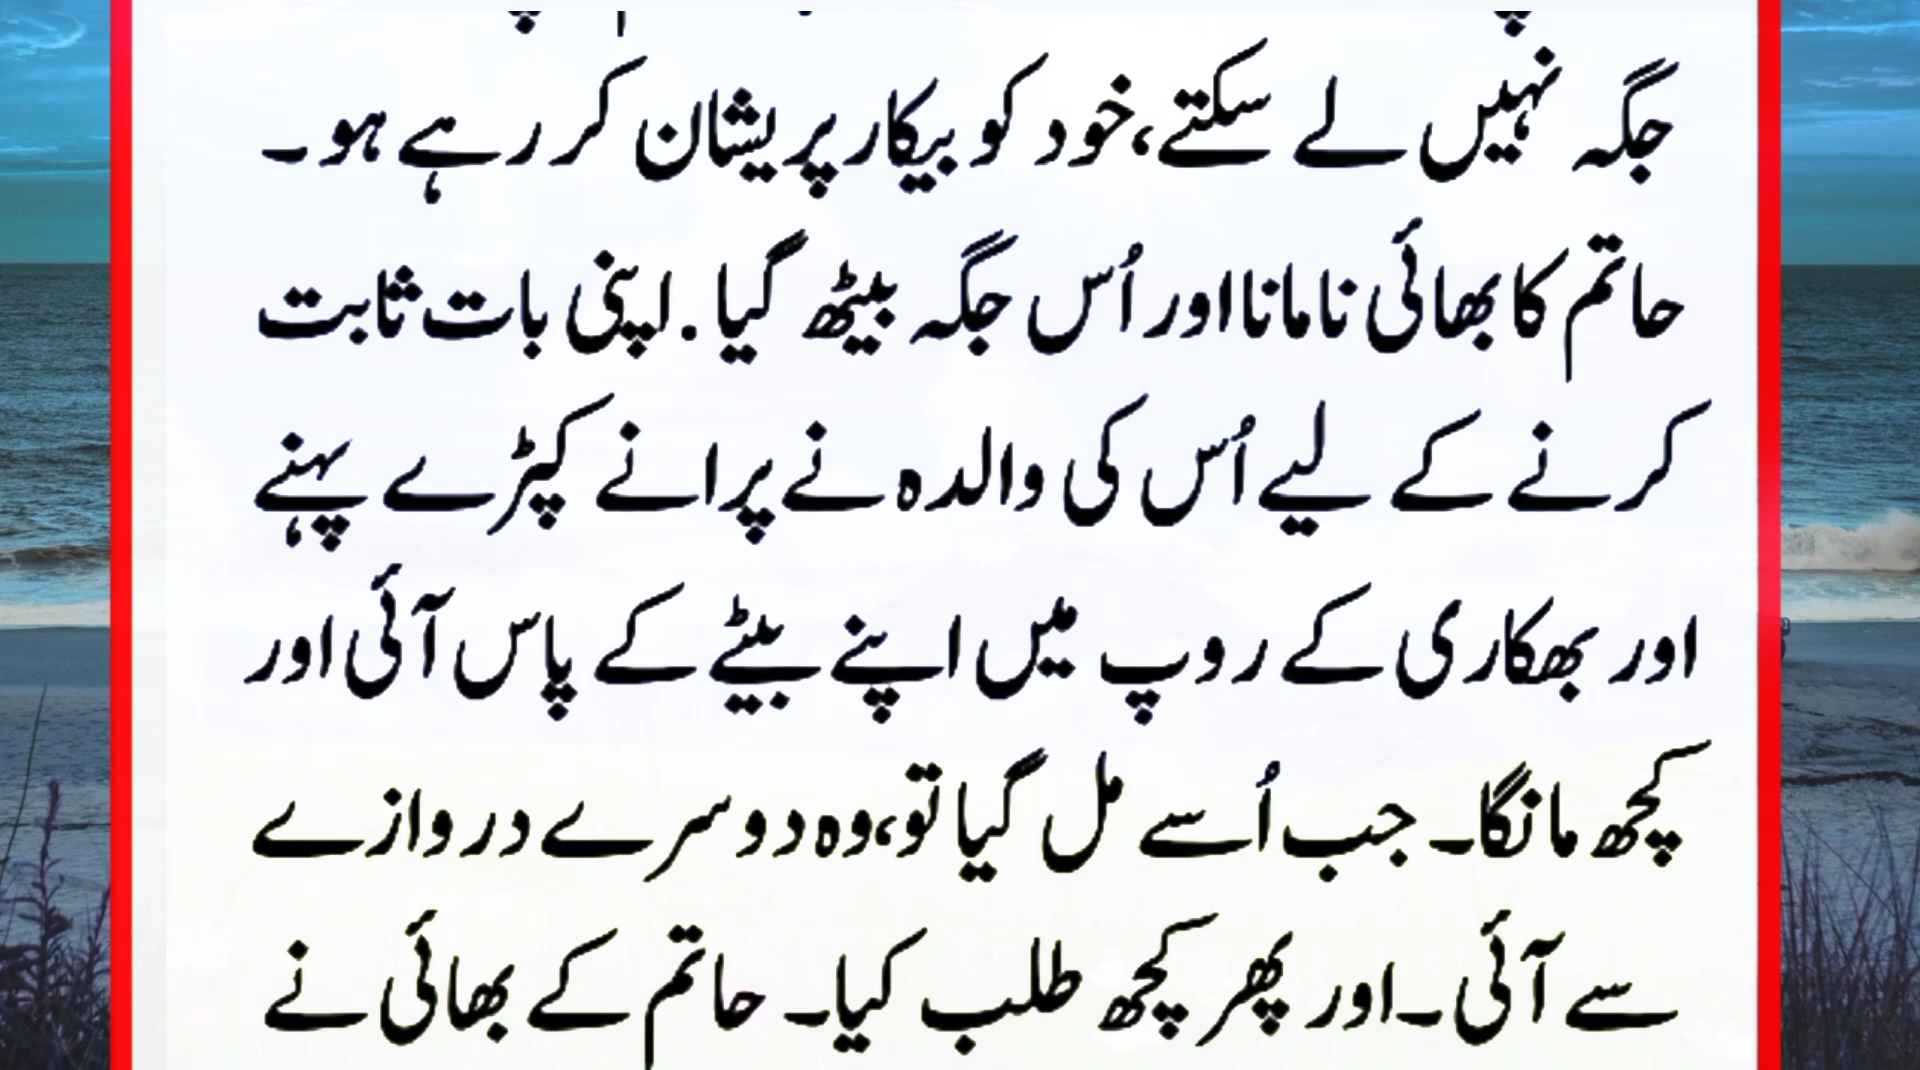 جگہ نہیں لے سکتے،خود کو بیکار پریشان کر رہے ہو۔
حاتم کا بھائی نا مانا اور اُس جگہ بیٹھ گیا . اپنی بات ثابت
کرنے کے لیے اُس کی والدہ نے پرانے کپڑے پہنے
اور بھکاری کے روپ میں اپنے بیٹے کے پاس آئی اور
کچھ مانگا۔ جب اُسے مل گیا تو،وہ دوسرے دروازے
سے آئی۔اور پھر کچھ طلب کیا۔ حاتم کے بھائی نے